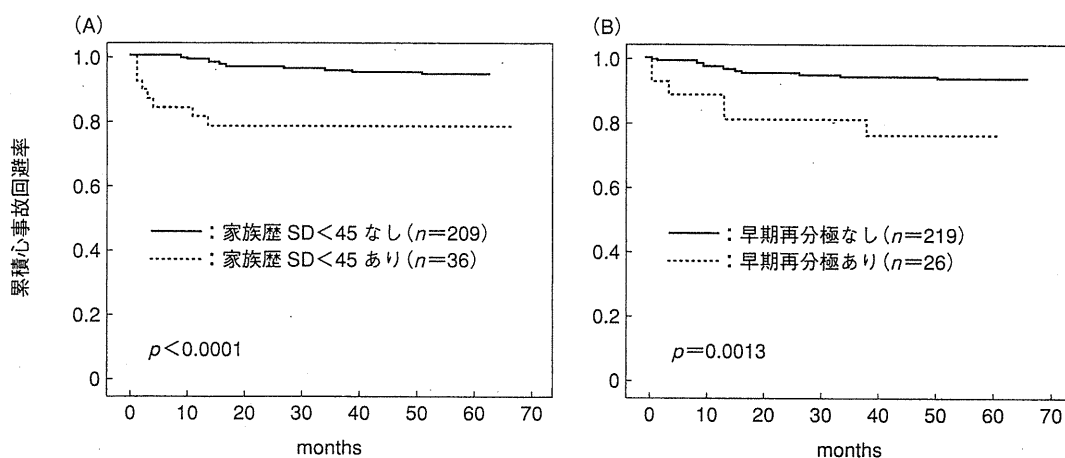 (A)
累積心事故回避率
1.0
0.8
0.6
0.4
0.2
0
：家族歴 SD＜45 なし（n＝209）
：家族歴 SD＜45 あり（n＝36）
p＜0.0001
0 10 20 30 40 50 60 70
months
(B)
1.0
0.8
0.6
0.4
0.2
0
：早期再分極なし（n＝219）
：早期再分極あり（n＝26）
p＝0.0013
0 10 20 30 40 50 60 70
months